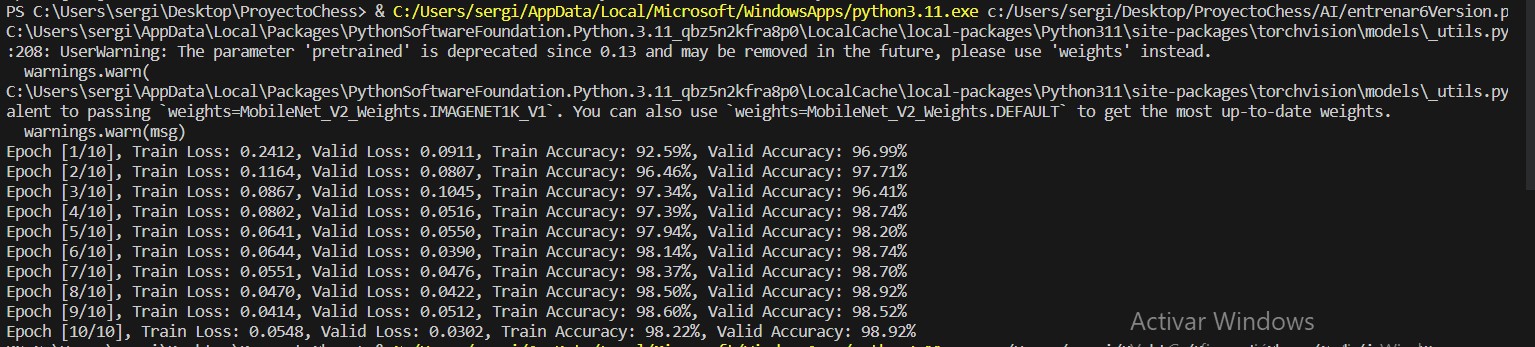 PS C:\Users\sergi\Desktop\ProyectoChess> & C:/Users/sergi/AppData/Local/Microsoft/WindowsApps/python3.11.exe c:/Users/sergi/Desktop/ProyectoChess/AI/entrenar6Version.p
C:\Users\sergi\AppData\Local\Packages\PythonSoftwareFoundation.Python.3.11_qbz5n2kfra8p0\LocalCache\local-packages\Python311\site-packages\torchvision\models\_utils.py
:208: UserWarning: The parameter 'pretrained' is deprecated since 0.13 and may be removed in the future, please use 'weights' instead.
warnings.warn(
C:\Users\sergi\AppData\Local\Packages\PythonSoftwareFoundation.Python.3.11_qbz5n2kfra8p0\LocalCache\local-packages\Python311\site-packages\torchvision\models\_utils.py
alent to passing `weights=MobileNet_V2_Weights.IMAGENET1K_V1`. You can also use `weights=MobileNet_V2_Weights.DEFAULT` to get the most up-to-date weights.
warnings.warn(msg)
Epoch [1/10], Train Loss: 0.2412, Valid Loss: 0.0911, Train Accuracy: 92.59%, Valid Accuracy: 96.99%
Epoch [2/10], Train Loss: 0.1164, Valid Loss: 0.0807, Train Accuracy: 96.46%, Valid Accuracy: 97.71%
Epoch [3/10], Train Loss: 0.0867, Valid Loss: 0.1045, Train Accuracy: 97.34%, Valid Accuracy: 96.41%
Epoch [4/10], Train Loss: 0.0802, Valid Loss: 0.0516, Train Accuracy: 97.39%, Valid Accuracy: 98.74%
Epoch [5/10], Train Loss: 0.0641, Valid Loss: 0.0550, Train Accuracy: 97.94%, Valid Accuracy: 98.20%
Epoch [6/10], Train Loss: 0.0644, Valid Loss: 0.0390, Train Accuracy: 98.14%, Valid Accuracy: 98.74%
Epoch [7/10], Train Loss: 0.0551, Valid Loss: 0.0476, Train Accuracy: 98.37%, Valid Accuracy: 98.70%
Epoch [8/10], Train Loss: 0.0470, Valid Loss: 0.0422, Train Accuracy: 98.50%, Valid Accuracy: 98.92%
Epoch [9/10], Train Loss: 0.0414, Valid Loss: 0.0512, Train Accuracy: 98.60%, Valid Accuracy: 98.52%
Epoch [10/10], Train Loss: 0.0548, Valid Loss: 0.0302, Train Accuracy: 98.22%, Valid Accuracy: 98.92%
Activar Windows